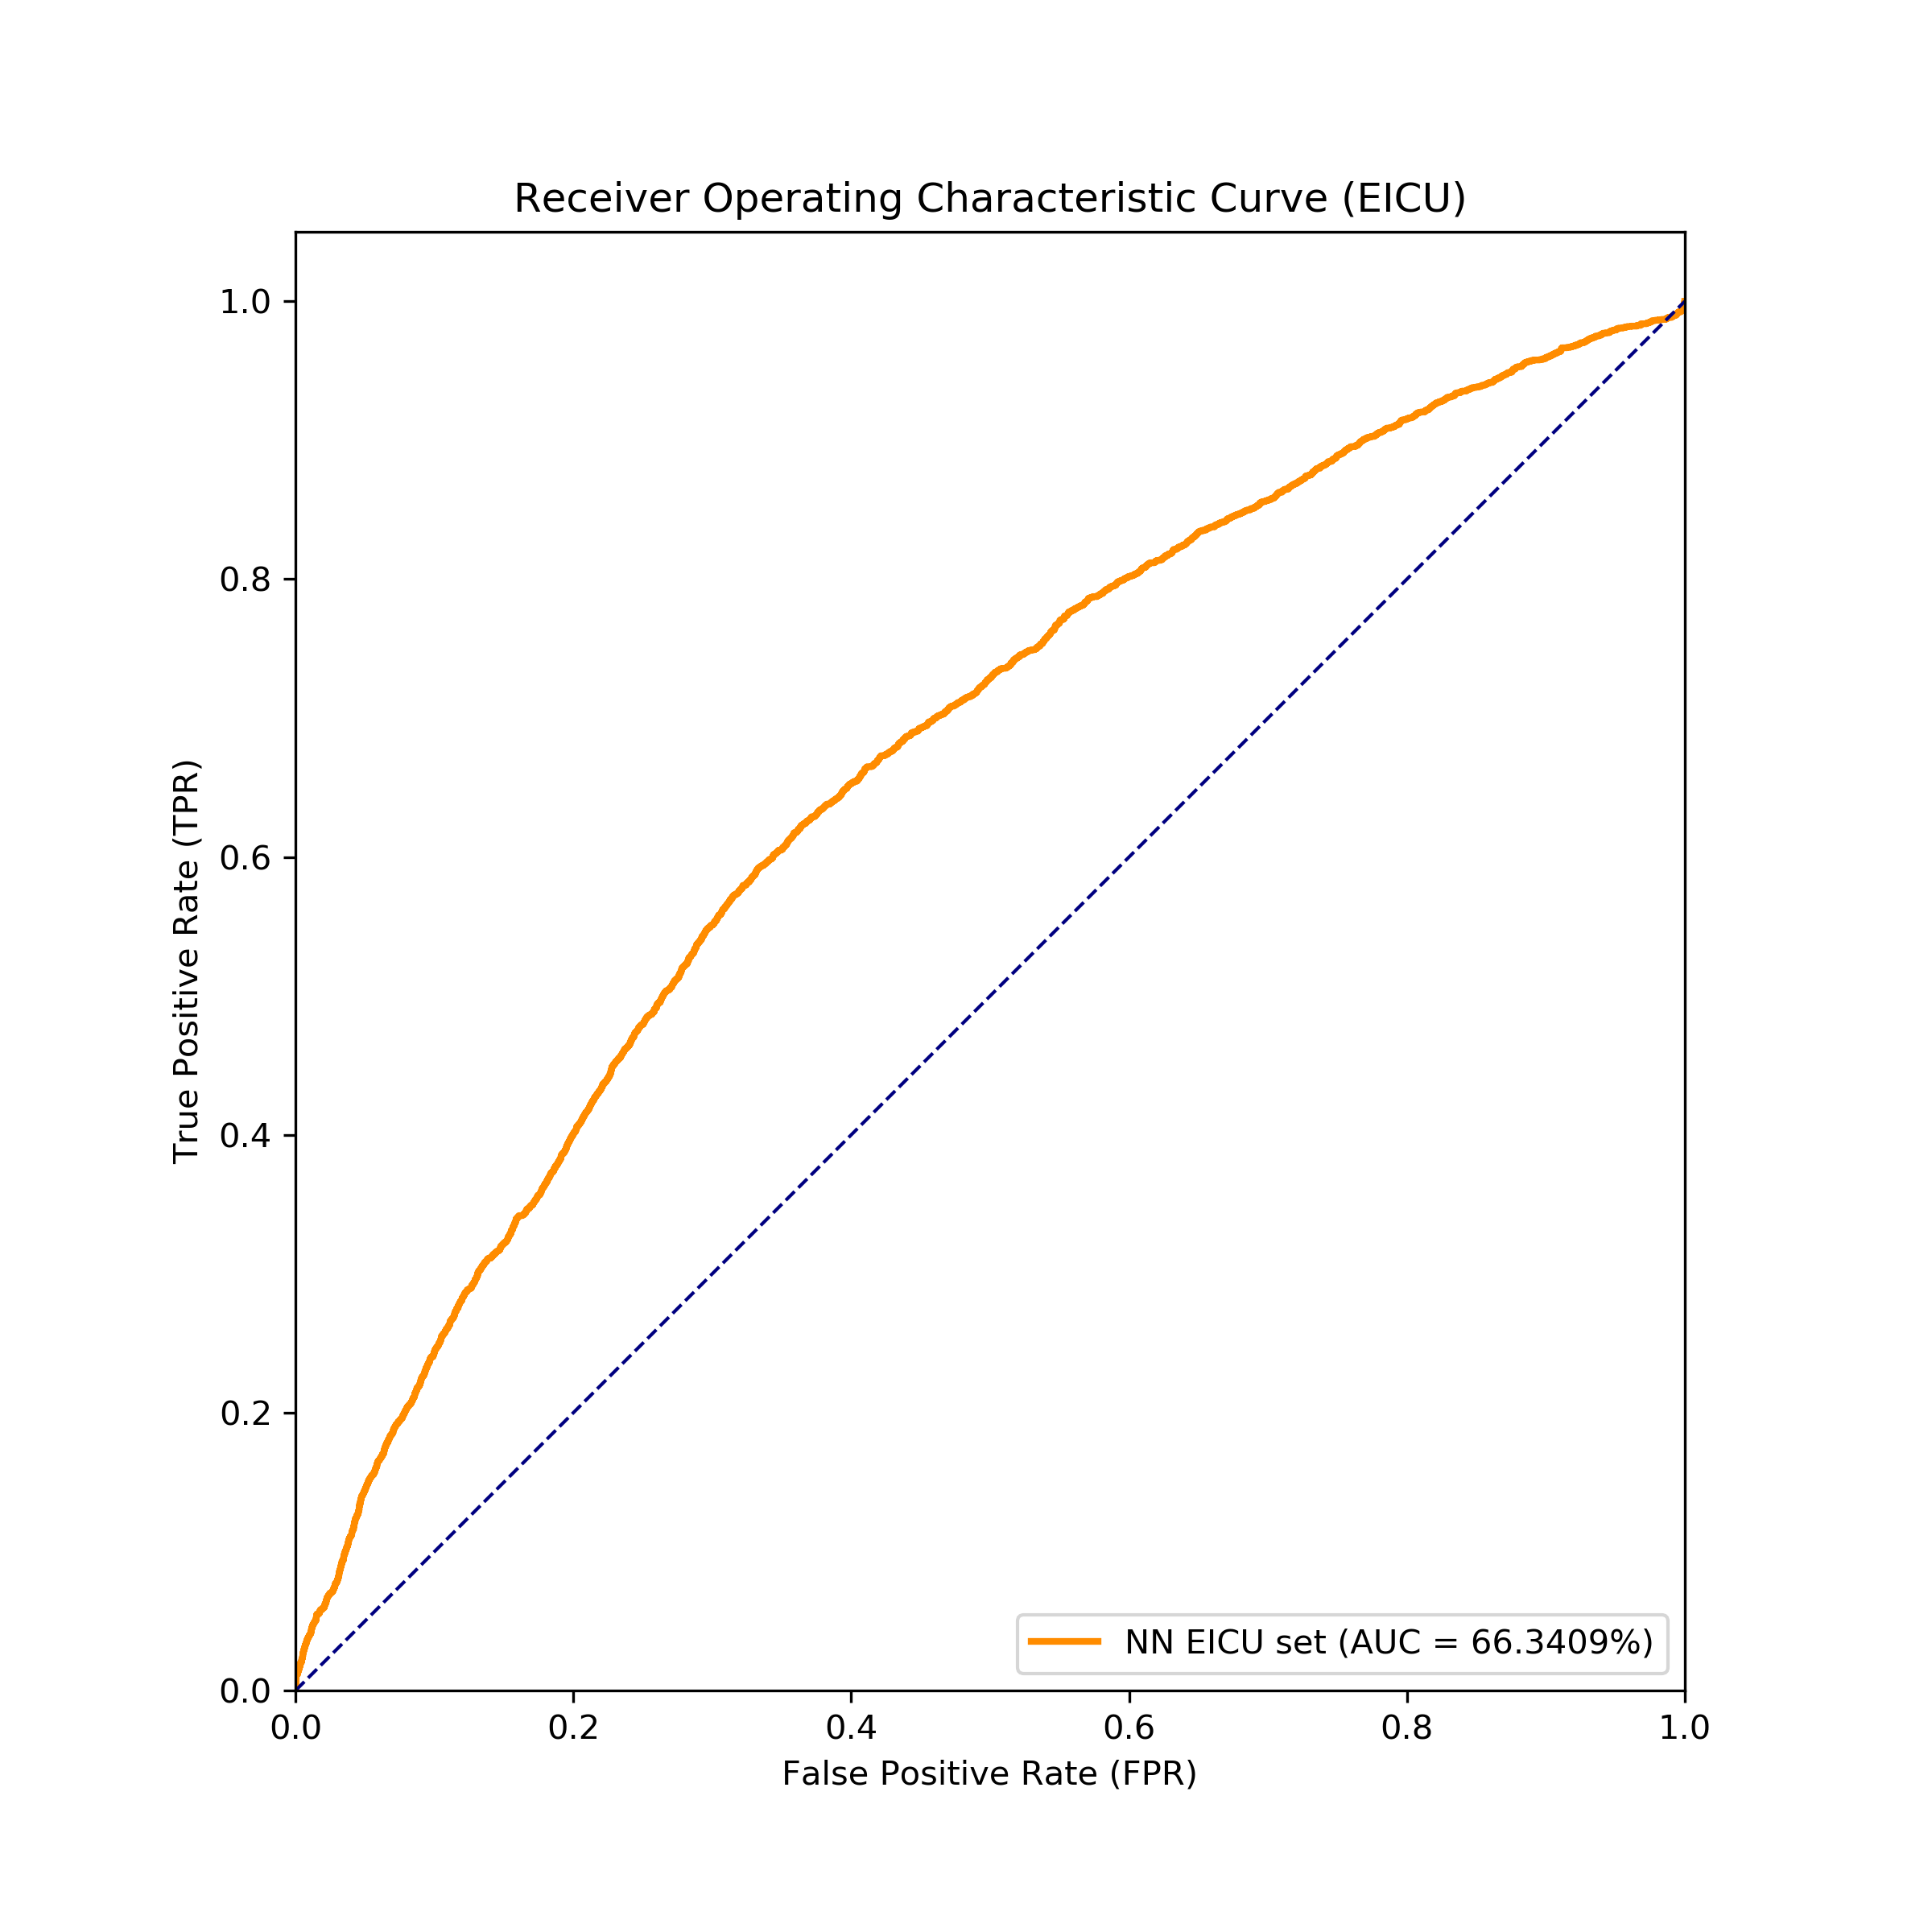 Receiver Operating Characteristic Curve (EICU)
True Positive Rate (TPR)
1.0
0.8
0.6
0.4
0.2
0.0
NN EICU set (AUC = 66.3409%)
0.0 0.2 0.4 0.6 0.8 1.0
False Positive Rate (FPR)